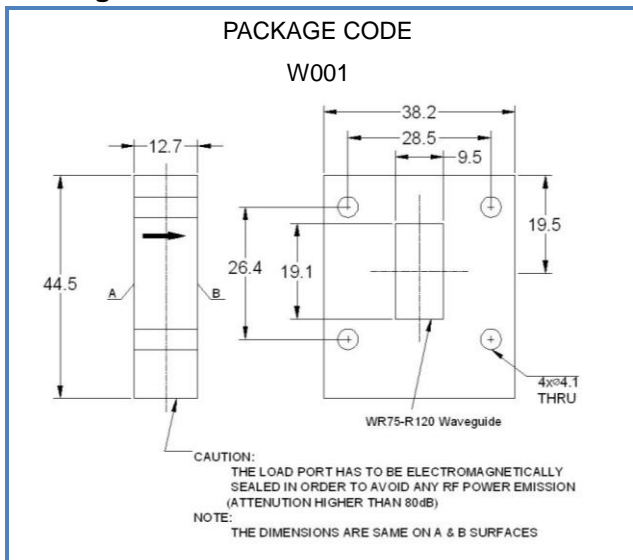 PACKAGE CODE
W001
38.2
28.5
12.7
9.5
19.5
26.4
19.1
44.5
A
B
4xø4.1
THRU
WR75-R120 Waveguide
CAUTION:
THE LOAD PORT HAS TO BE ELECTROMAGNETICALLY
SEALED IN ORDER TO AVOID ANY RF POWER EMISSION
(ATTENUTION HIGHER THAN 80dB)
NOTE:
THE DIMENSIONS ARE SAME ON A & B SURFACES